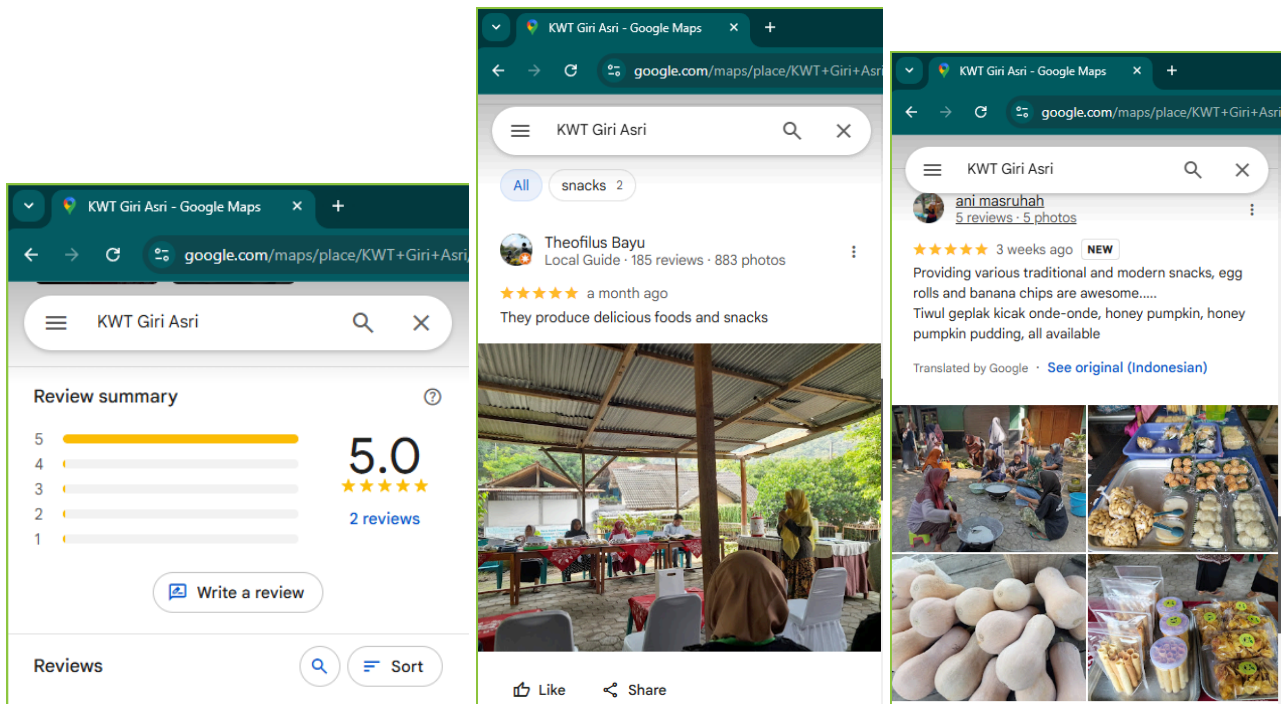 KWT Giri Asri - Google Maps
google.com/maps/place/KWT+Giri+Asri,
KWT Giri Asri
Review summary
5
4
3
2
1
5.0
2 reviews
Write a review
Reviews
Sort
KWT Giri Asri - Google Maps
google.com/maps/place/KWT+Giri+Asri
KWT Giri Asri
All
snacks 2
Theofilus Bayu
Local Guide · 185 reviews · 883 photos
a month ago
They produce delicious foods and snacks
Like
Share
KWT Giri Asri - Google Maps
google.com/maps/place/KWT+Giri+Asri
KWT Giri Asri
ani masruhah
5 reviews · 5 photos
3 weeks ago NEW
Providing various traditional and modern snacks, egg
rolls and banana chips are awesome.....
Tiwul geplak kicak onde-onde, honey pumpkin, honey
pumpkin pudding, all available
Translated by Google · See original (Indonesian)